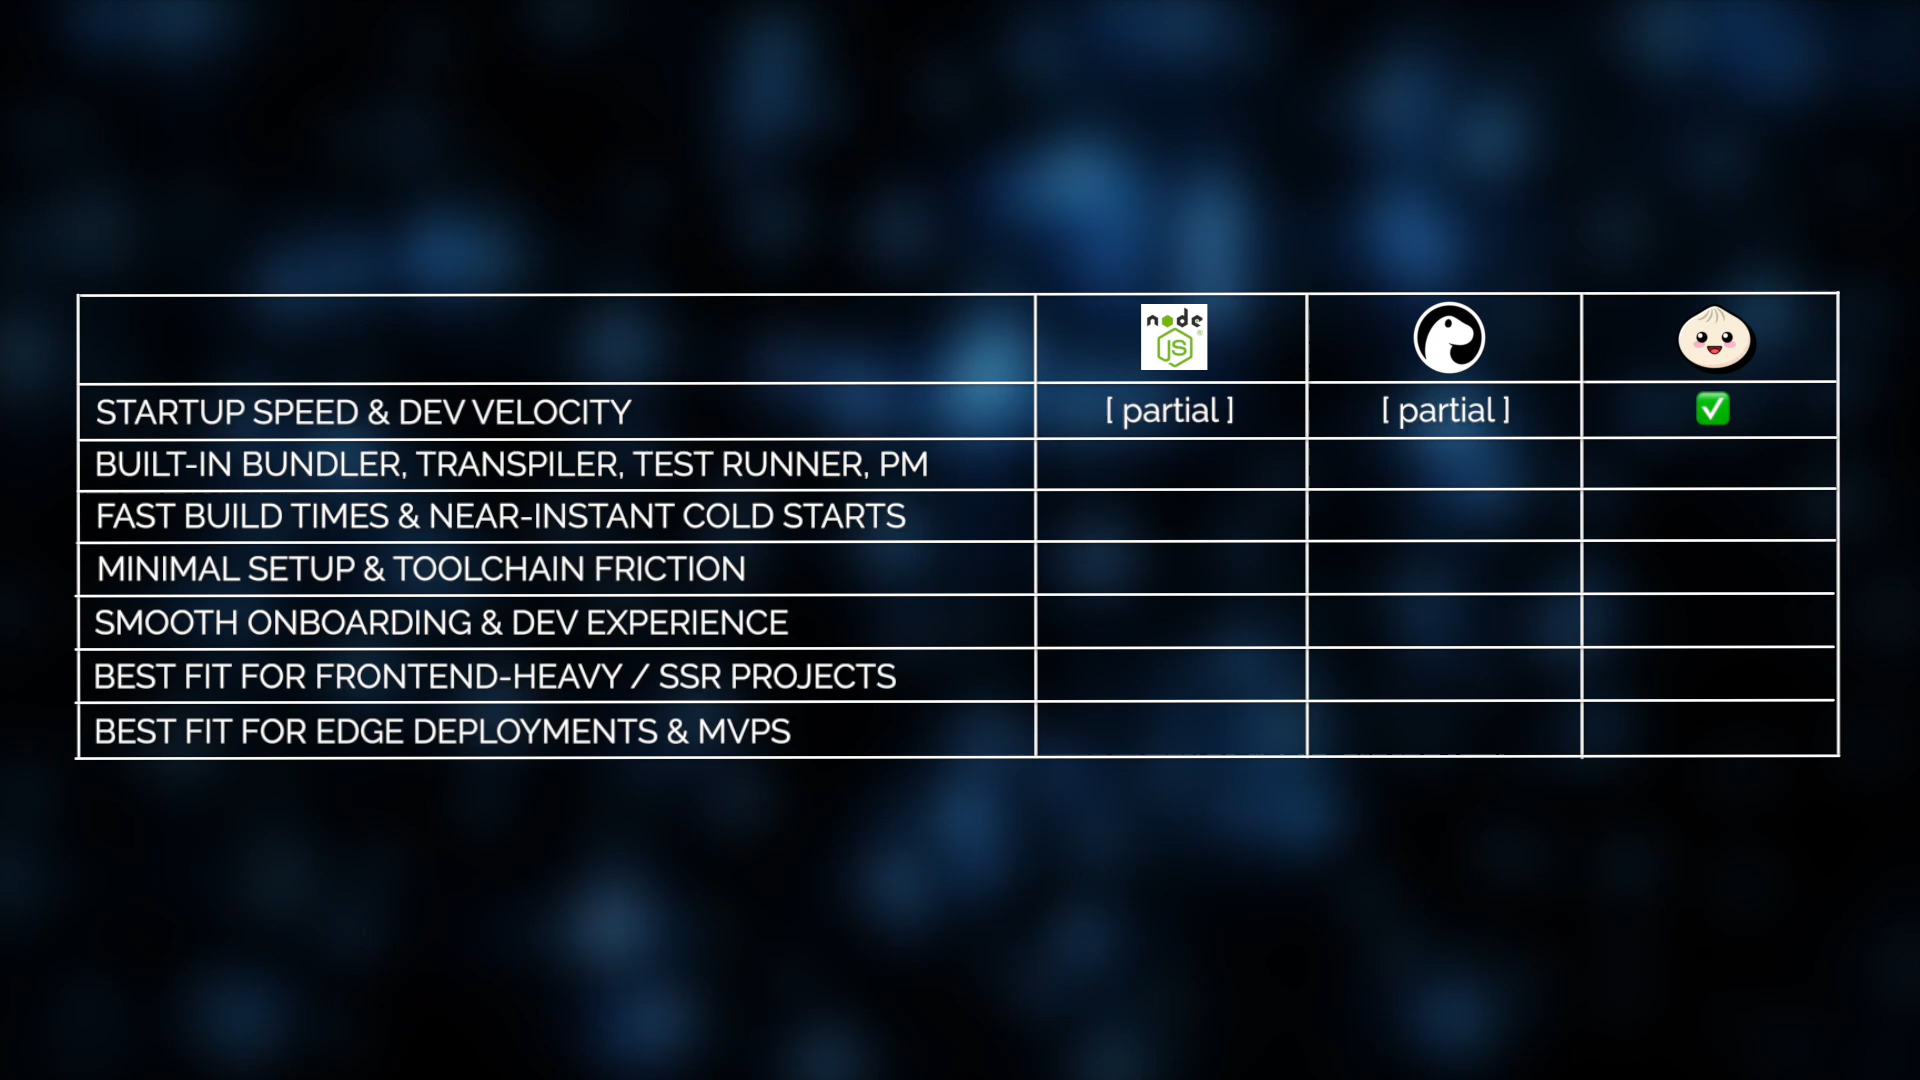 node
JS
STARTUP SPEED & DEV VELOCITY [ partial ] [ partial ] ✅
BUILT-IN BUNDLER, TRANSPILER, TEST RUNNER, PM
FAST BUILD TIMES & NEAR-INSTANT COLD STARTS
MINIMAL SETUP & TOOLCHAIN FRICTION
SMOOTH ONBOARDING & DEV EXPERIENCE
BEST FIT FOR FRONTEND-HEAVY / SSR PROJECTS
BEST FIT FOR EDGE DEPLOYMENTS & MVPS